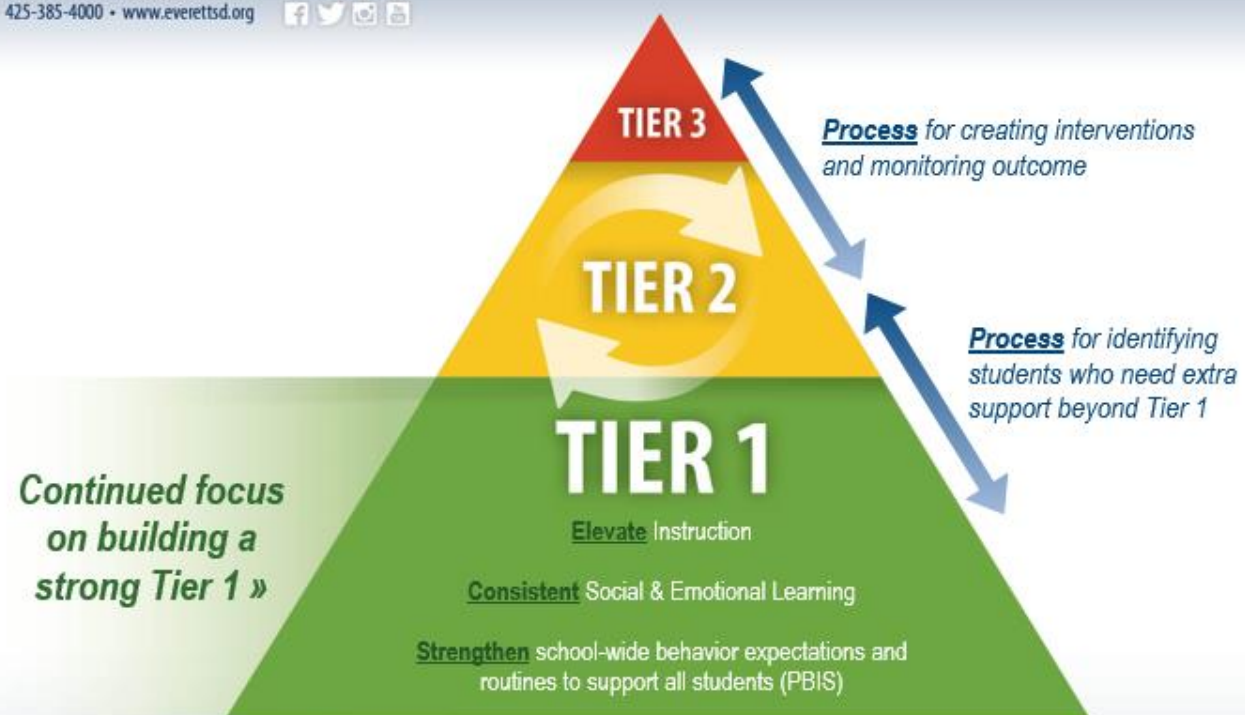 425-385-4000 • www.everettsd.org
TIER 3
Process for creating interventions
and monitoring outcome
TIER 2
Process for identifying
students who need extra
support beyond Tier 1
TIER 1
Continued focus
on building a
strong Tier 1 »
Elevate Instruction
Consistent Social & Emotional Learning
Strengthen school-wide behavior expectations and
routines to support all students (PBIS)